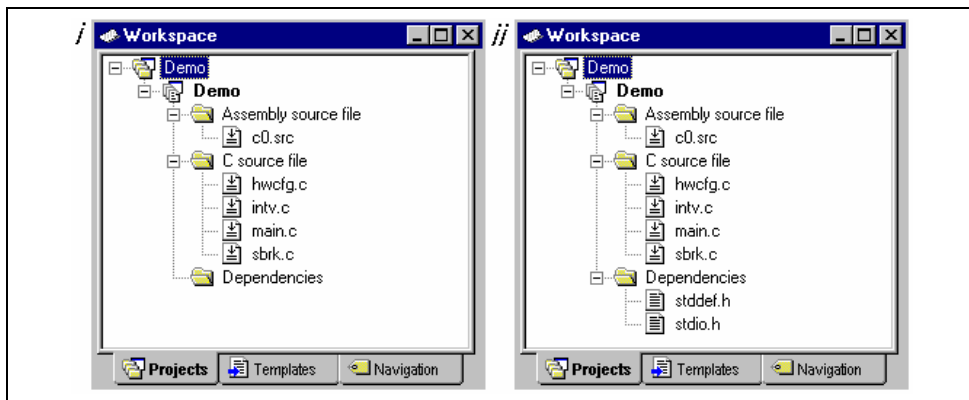 i
Workspace
Demo
Demo
Assembly source file
c0.src
C source file
hwcfg.c
intv.c
main.c
sbrk.c
Dependencies
Projects Templates Navigation
ii
Workspace
Demo
Demo
Assembly source file
c0.src
C source file
hwcfg.c
intv.c
main.c
sbrk.c
Dependencies
stddef.h
stdio.h
Projects Templates Navigation